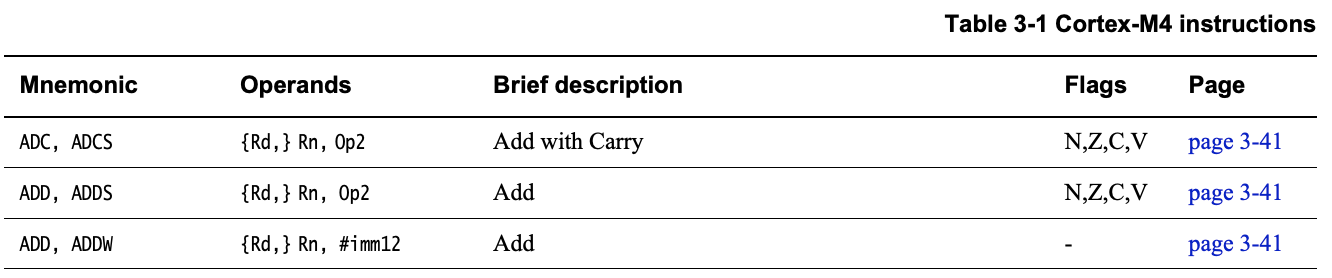 Table 3-1 Cortex-M4 instructions
Mnemonic Operands Brief description Flags Page
ADC, ADCS {Rd,} Rn, Op2 Add with Carry N,Z,C,V page 3-41
ADD, ADDS {Rd,} Rn, Op2 Add N,Z,C,V page 3-41
ADD, ADDW {Rd,} Rn, #imm12 Add - page 3-41